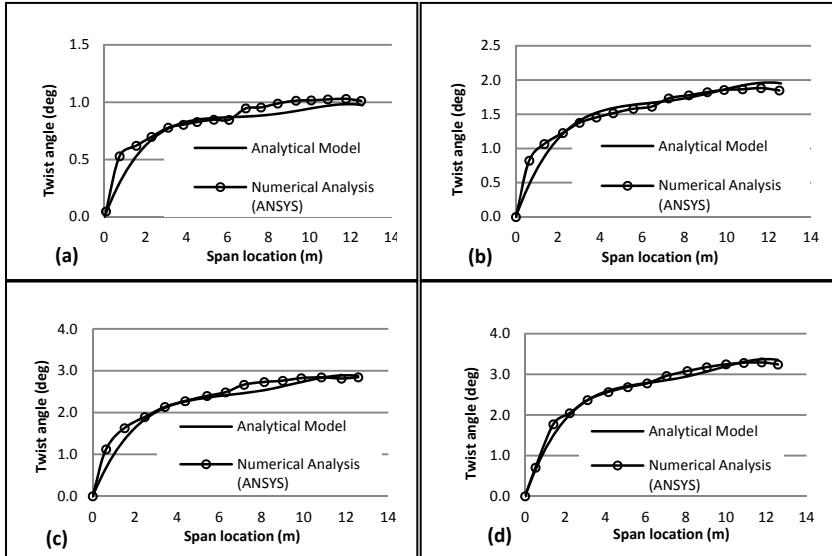 1.5
1.0
0.5
0.0
Twist angle (deg)
Analytical Model
Numerical Analysis
(ANSYS)
0 2 4 6 8 10 12 14
Span location (m)
(a)
2.5
2.0
1.5
1.0
0.5
0.0
Twist angle (deg)
Analytical Model
Numerical Analysis
(ANSYS)
0 2 4 6 8 10 12 14
Span location (m)
(b)
4.0
3.0
2.0
1.0
0.0
Twist angle (deg)
Analytical Model
Numerical Analysis
(ANSYS)
0 2 4 6 8 10 12 14
Span location (m)
(c)
4.0
3.0
2.0
1.0
0.0
Twist angle (deg)
Analytical Model
Numerical Analysis
(ANSYS)
0 2 4 6 8 10 12 14
Span location (m)
(d)